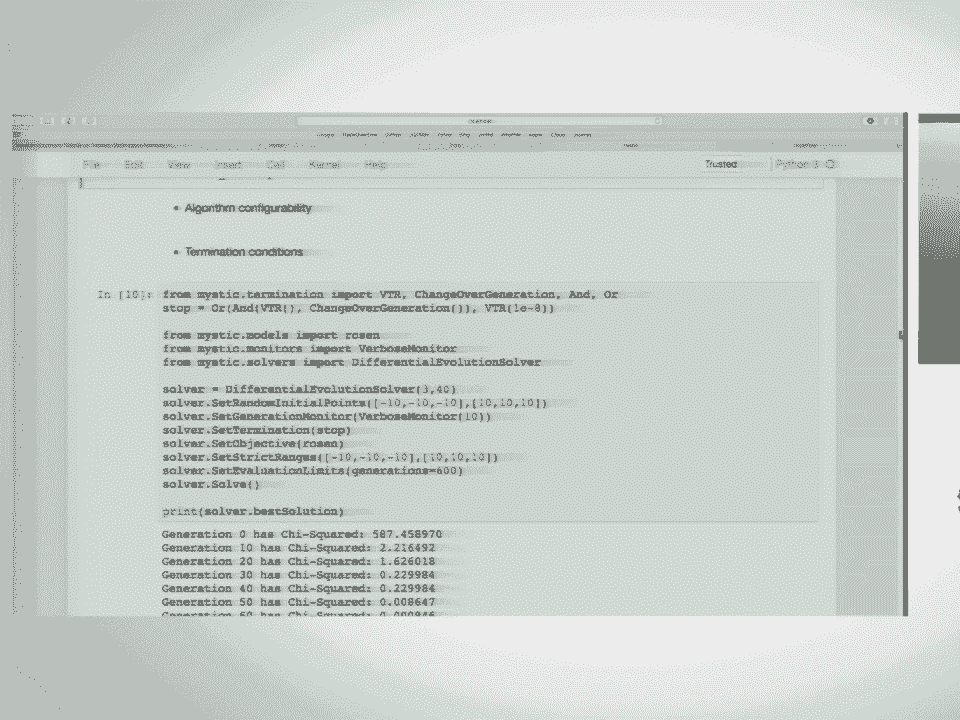 File Edit View Insert Cell Kernel Help Trusted Python 3
• Algorithm configurability
• Termination conditions
In [10]: from mystic.termination import VTR, ChangeOverGeneration, And, Or
stop = Or(And(VTR(), ChangeOverGeneration()), VTR(1e-8))
from mystic.models import rosen
from mystic.monitors import VerboseMonitor
from mystic.solvers import DifferentialEvolutionSolver
solver = DifferentialEvolutionSolver(3,40)
solver.SetRandomInitialPoints([-10,-10,-10],[10,10,10])
solver.SetGenerationMonitor(VerboseMonitor(10))
solver.SetTermination(stop)
solver.SetObjective(rosen)
solver.SetStrictRanges([-10,-10,-10],[10,10,10])
solver.SetEvaluationLimits(generations=600)
solver.Solve()
print(solver.bestSolution)
Generation 0 has Chi-Squared: 587.458970
Generation 10 has Chi-Squared: 2.216492
Generation 20 has Chi-Squared: 1.626018
Generation 30 has Chi-Squared: 0.229984
Generation 40 has Chi-Squared: 0.229984
Generation 50 has Chi-Squared: 0.008647
Generation 60 has Chi-Squared: